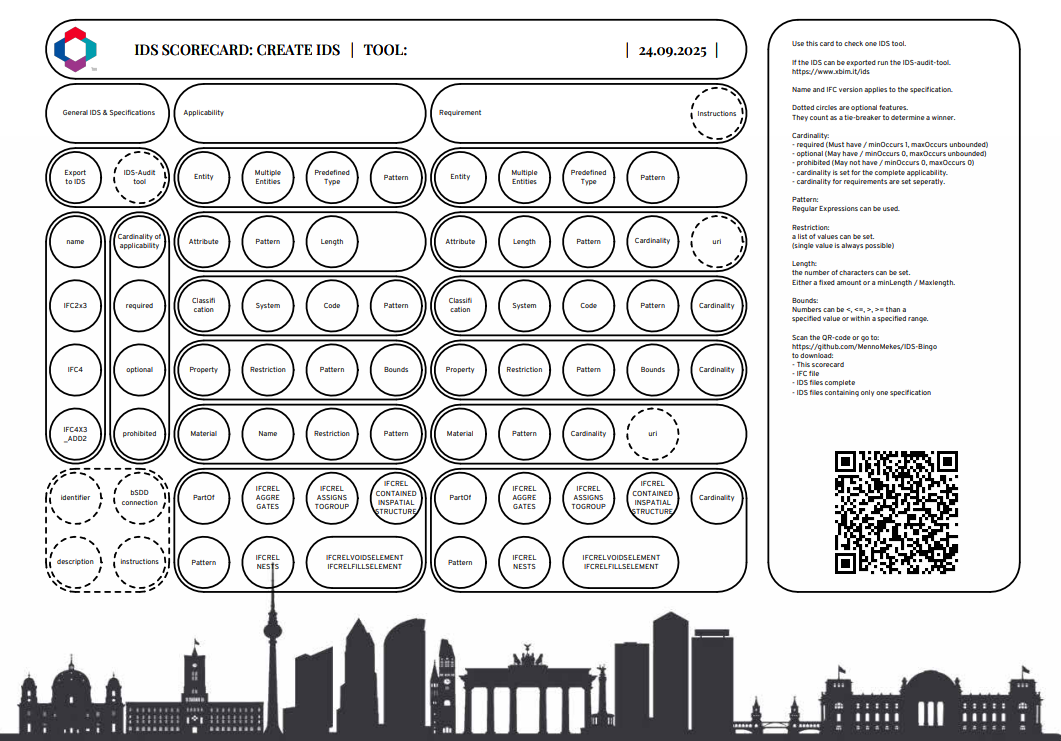 IDS SCORECARD: CREATE IDS | TOOL: | 24.09.2025 |
General IDS & Specifications
Applicability
Requirement
Instructions
Export
to IDS
IDS-Audit
tool
Entity
Multiple
Entities
Predefined
Type
Pattern
Entity
Multiple
Entities
Predefined
Type
Pattern
name
Cardinality of
applicability
Attribute
Pattern
Length
Attribute
Length
Pattern
Cardinality
uri
IFC2x3
required
Classifi
cation
System
Code
Pattern
Classifi
cation
System
Code
Pattern
Cardinality
IFC4
optional
Property
Restriction
Pattern
Bounds
Property
Restriction
Pattern
Bounds
Cardinality
IFC4X3
_ADD2
prohibited
Material
Name
Restriction
Pattern
Material
Pattern
Cardinality
uri
identifier
bSDD
connection
PartOf
IFCREL
AGGRE
GATES
IFCREL
ASSIGNS
TOGROUP
IFCREL
CONTAINED
INSPATIAL
STRUCTURE
PartOf
IFCREL
AGGRE
GATES
IFCREL
ASSIGNS
TOGROUP
IFCREL
CONTAINED
INSPATIAL
STRUCTURE
Cardinality
description
instructions
Pattern
IFCREL
NESTS
IFCRELVOIDSELEMENT
IFCRELFILLSELEMENT
Pattern
IFCREL
NESTS
IFCRELVOIDSELEMENT
IFCRELFILLSELEMENT
Use this card to check one IDS tool.
If the IDS can be exported run the IDS-audit-tool.
https://www.xbim.it/ids
Name and IFC version applies to the specification.
Dotted circles are optional features.
They count as a tie-breaker to determine a winner.
Cardinality:
- required (Must have / minOccurs 1, maxOccurs unbounded)
- optional (May have / minOccurs 0, maxOccurs unbounded)
- prohibited (May not have / minOccurs 0, maxOccurs 0)
- cardinality is set for the complete applicability.
- cardinality for requirements are set seperatly.
Pattern:
Regular Expressions can be used.
Restriction:
a list of values can be set.
(single value is always possible)
Length:
the number of characters can be set.
Either a fixed amount or a minLength / Maxlength.
Bounds:
Numbers can be <, <=, >, >= than a
specified value or within a specified range.
Scan the QR-code or go to:
https://github.com/MennoMekes/IDS-Bingo
to download:
- This scorecard
- IFC file
- IDS files complete
- IDS files containing only one specification